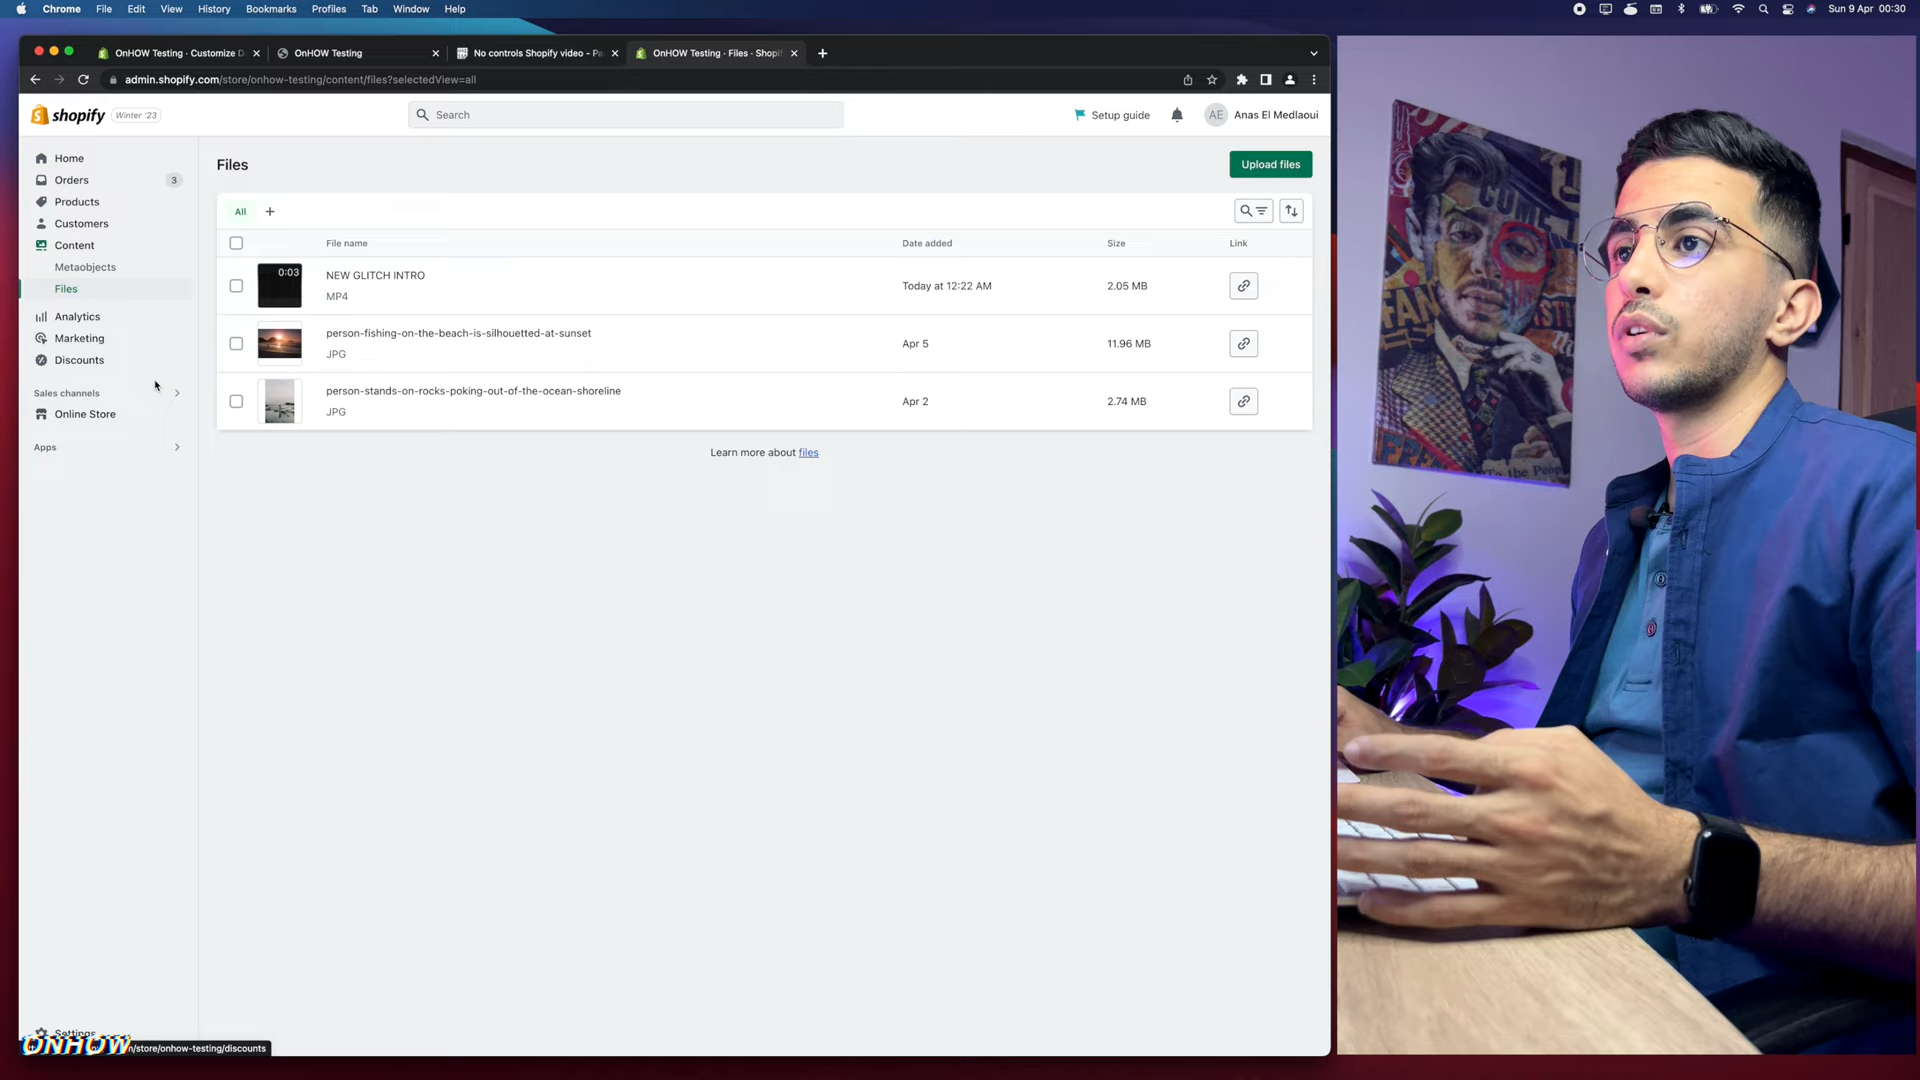 Chrome File Edit View History Bookmarks Profiles Tab Window Help
Sun 9 Apr 00:30
OnHOW Testing · Customize D
OnHOW Testing
No controls Shopify video - Pa
OnHOW Testing · Files · Shopif
admin.shopify.com/store/onhow-testing/content/files?selectedView=all
shopify
Winter '23
Search
Setup guide
AE
Anas El Medlaoui
Home
Orders
3
Products
Customers
Content
Metaobjects
Files
Analytics
Marketing
Discounts
Sales channels
Online Store
Apps
Settings
Files
Upload files
All
File name Date added Size Link
0:03
NEW GLITCH INTRO
MP4
Today at 12:22 AM
2.05 MB
person-fishing-on-the-beach-is-silhouetted-at-sunset
JPG
Apr 5
11.96 MB
person-stands-on-rocks-poking-out-of-the-ocean-shoreline
JPG
Apr 2
2.74 MB
Learn more about files
ONHOW
/store/onhow-testing/discounts
COME
FAN
To the Peop